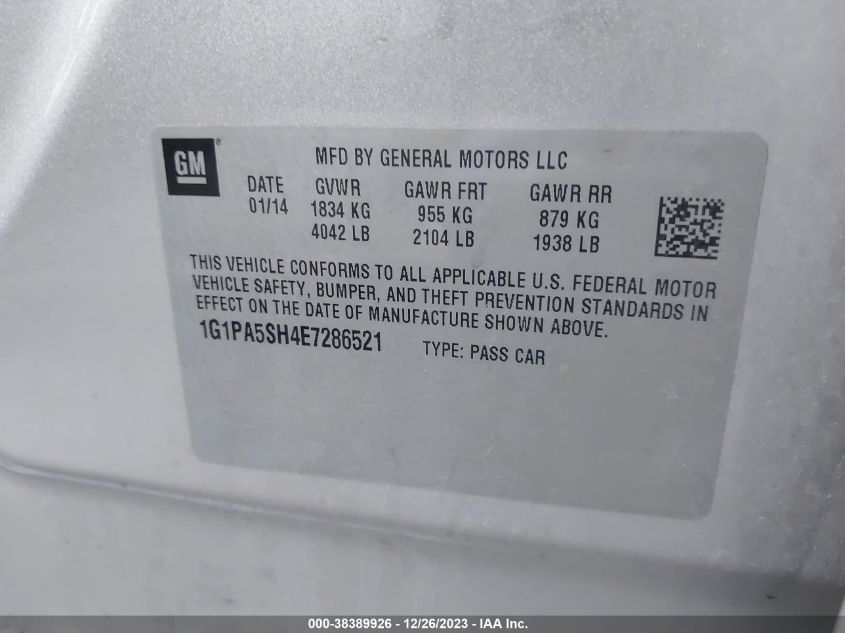 GM
MFD BY GENERAL MOTORS LLC
DATE GVWR GAWR FRT GAWR RR
01/14 1834 KG 955 KG 879 KG
4042 LB 2104 LB 1938 LB
THIS VEHICLE CONFORMS TO ALL APPLICABLE U.S. FEDERAL MOTOR
VEHICLE SAFETY, BUMPER, AND THEFT PREVENTION STANDARDS IN
EFFECT ON THE DATE OF MANUFACTURE SHOWN ABOVE.
1G1PA5SH4E7286521 TYPE: PASS CAR
000-38389926 - 12/26/2023 - IAA Inc.